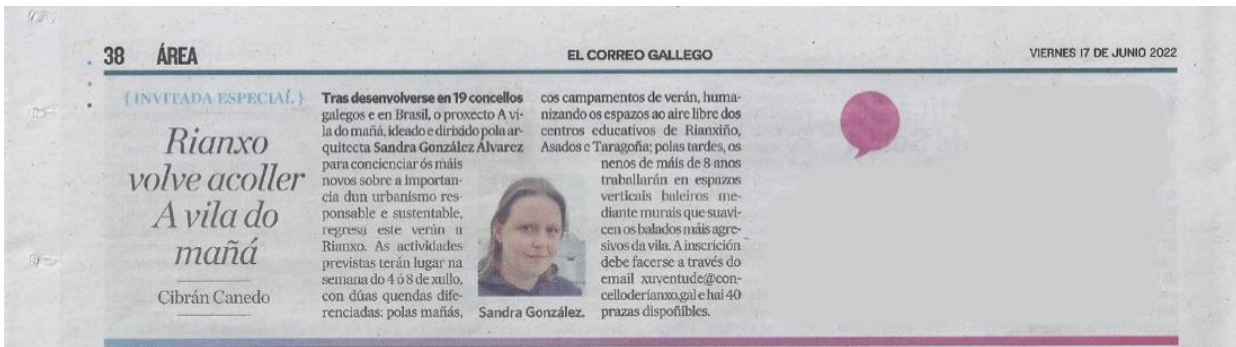 38 ÁREA
EL CORREO GALLEGO
VIERNES 17 DE JUNIO 2022
{ INVITADA ESPECIAL }
Rianxo
volve acoller
A vila do
mañá
Cibrán Canedo
Tras desenvolverse en 19 concellos
galegos e en Brasil, o proxecto A vi-
la do mañá, ideado e dirixido pola ar-
quitecta Sandra González Álvarez
para concienciar ós máis
novos sobre a importan-
cia dun urbanismo res-
ponsable e sustentable,
regresa este verán a
Rianxo. As actividades
previstas terán lugar na
semana do 4 ó 8 de xullo,
con dúas quendas dife-
renciadas: polas mañás,
Sandra González.
cos campamentos de verán, huma-
nizando os espazos ao aire libre dos
centros educativos de Rianxiño,
Asados e Taragoña; polas tardes, os
nenos de máis de 8 anos
traballarán en espazos
verticais baleiros me-
diante murais que suavi-
cen os balados máis agre-
sivos da vila. A inscrición
debe facerse a través do
email xuventude@con-
celloderianxo.gal e hai 40
prazas dispoñibles.